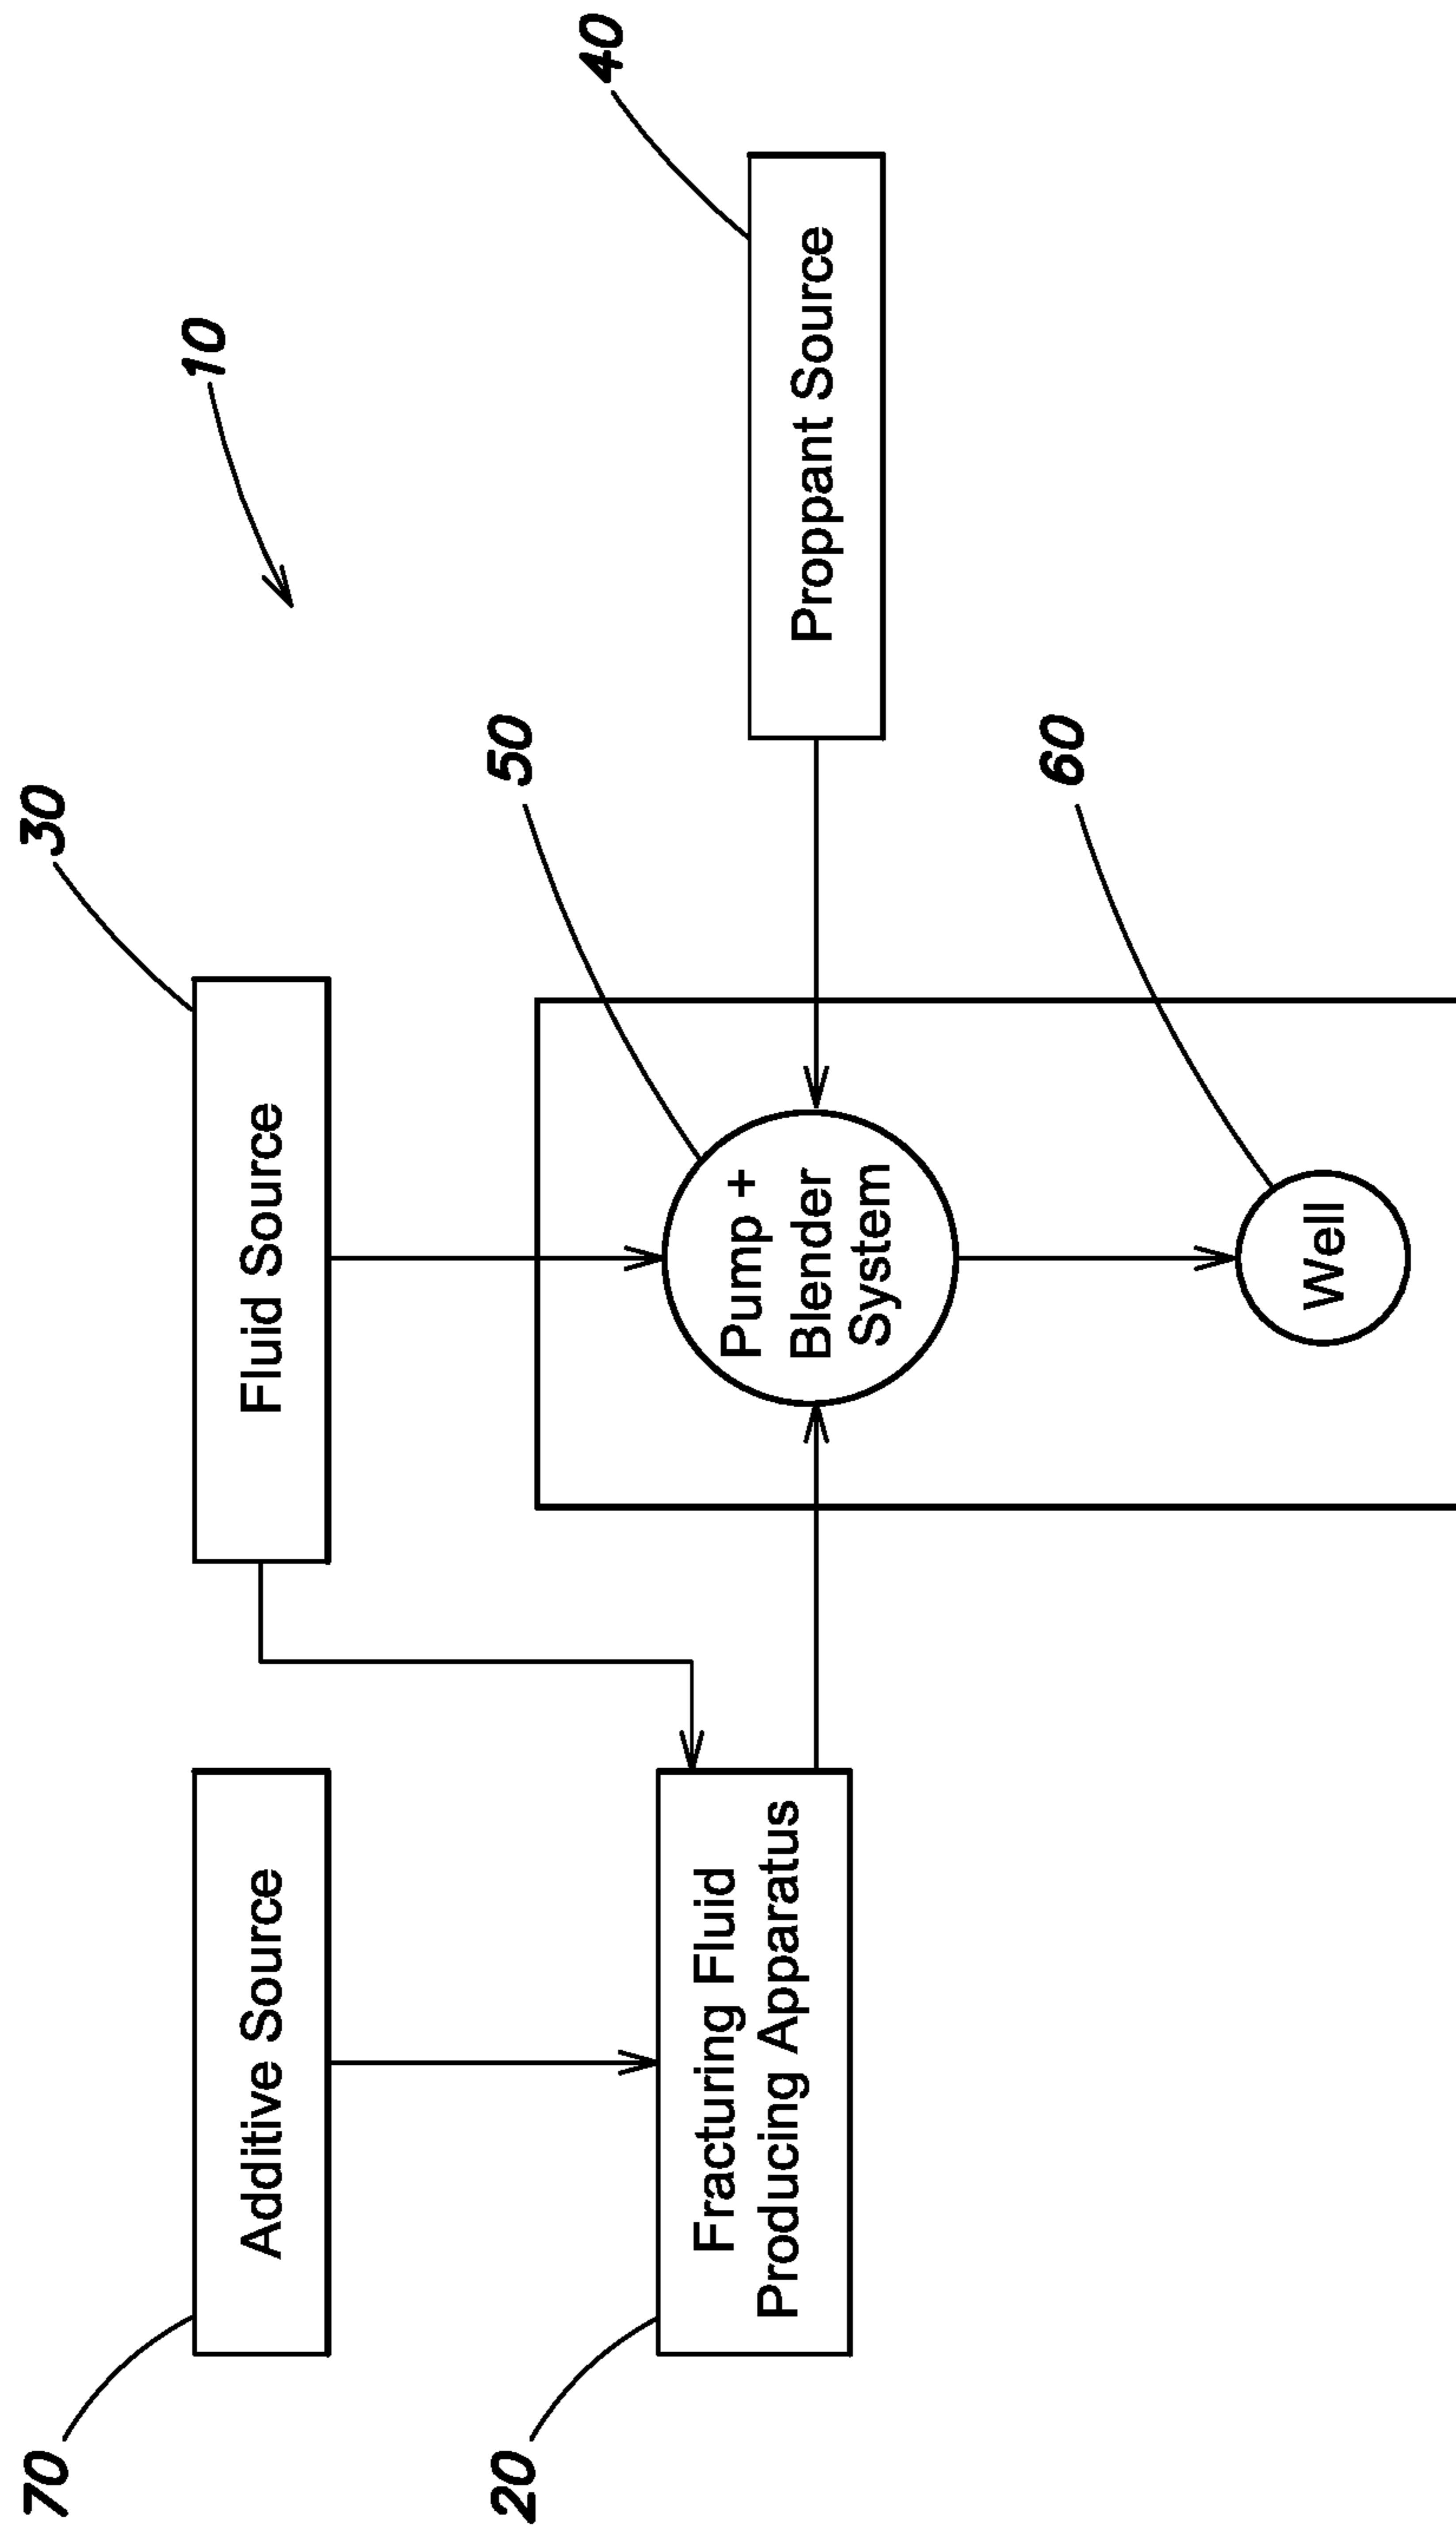 70
Additive Source
30
Fluid Source
10
20
Fracturing Fluid
Producing Apparatus
50
Pump +
Blender
System
40
Proppant Source
60
Well